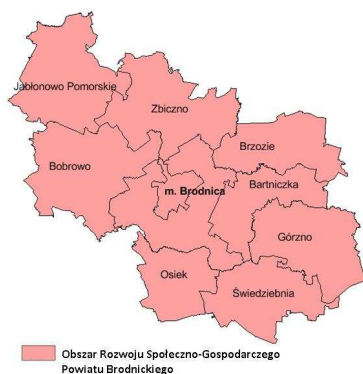 Jabłonowo Pomorskie
Zbiczno
Brzozie
Bobrowo
m. Brodnica
Bartniczka
Górzno
Osiek
Świedziebnia
Obszar Rozwoju Społeczno-Gospodarczego
Powiatu Brodnickiego